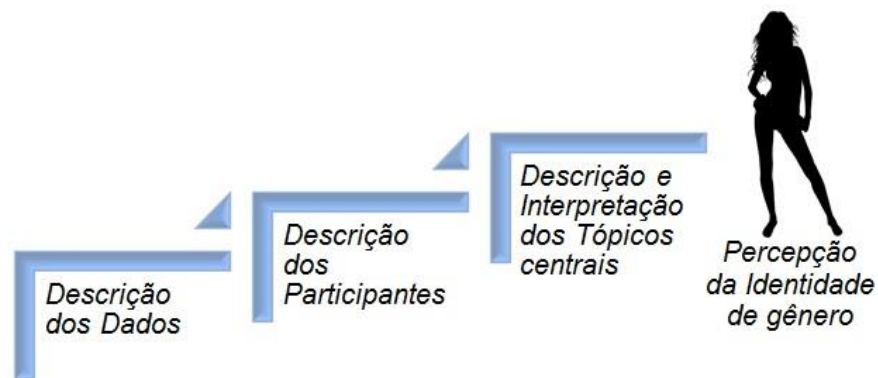 Descrição
dos Dados
Descrição
dos
Participantes
Descrição e
Interpretação
dos Tópicos
centrais
Percepção
da Identidade
de gênero